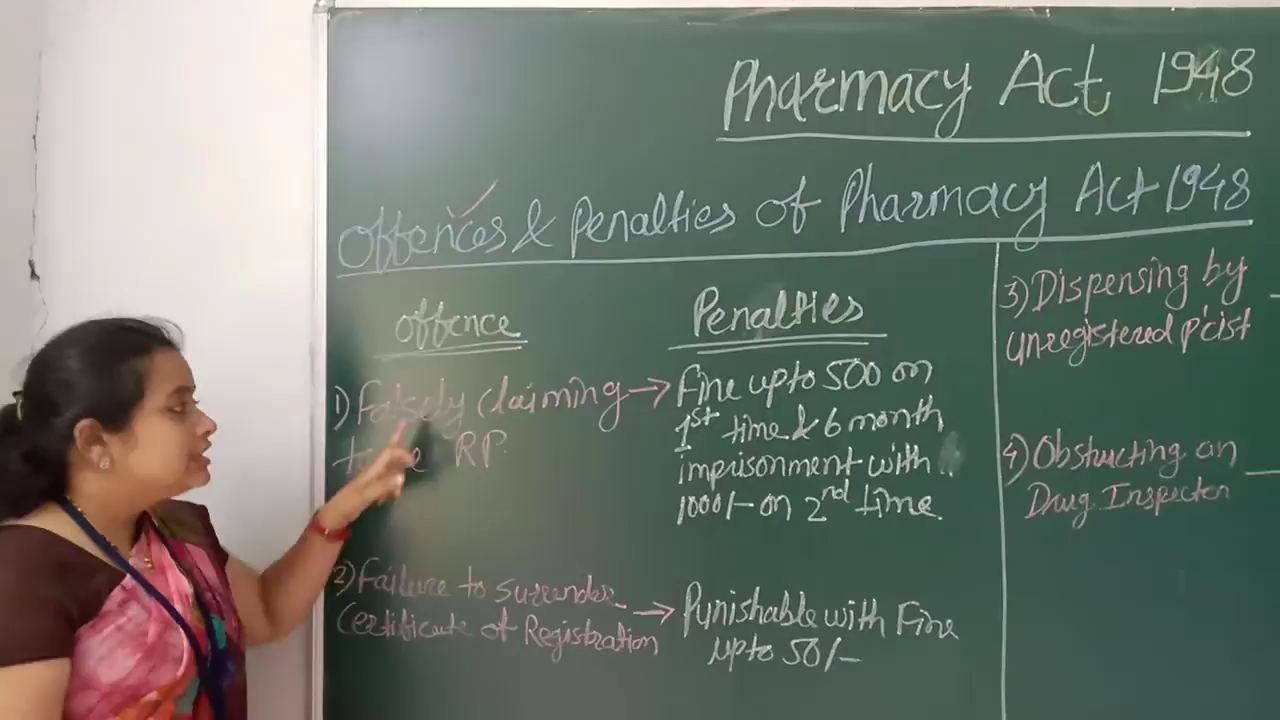 Pharmacy Act 1948
Offences & Penalties of Pharmacy Act 1948
Offence
Penalties
1) Falsely claiming →
RP.
Fine upto 500 on
1st time & 6 month
imprisonment with
1000/- on 2nd time.
2) Failure to surrender
Certificate of Registration →
Punishable with Fine
upto 50/-
3) Dispensing by
Unregistered P'cist
4) Obstructing an
Drug. Inspector